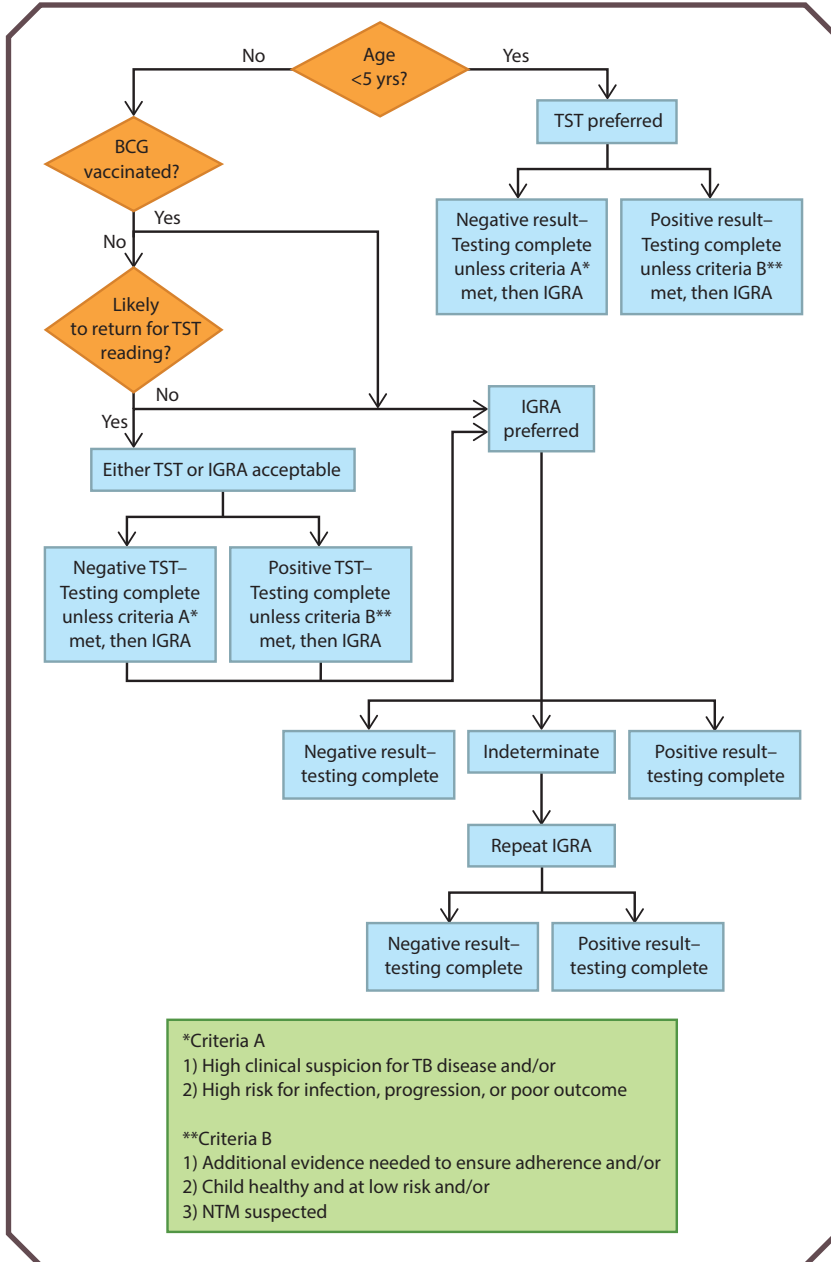 Age
<5 yrs?
No
Yes
BCG
vaccinated?
TST preferred
Yes
No
Negative result–
Testing complete
unless criteria A*
met, then IGRA
Positive result–
Testing complete
unless criteria B**
met, then IGRA
Likely
to return for TST
reading?
No
Yes
IGRA
preferred
Either TST or IGRA acceptable
Negative TST–
Testing complete
unless criteria A*
met, then IGRA
Positive TST–
Testing complete
unless criteria B**
met, then IGRA
Negative result–
testing complete
Indeterminate
Positive result–
testing complete
Repeat IGRA
Negative result–
testing complete
Positive result–
testing complete
*Criteria A
1) High clinical suspicion for TB disease and/or
2) High risk for infection, progression, or poor outcome
**Criteria B
1) Additional evidence needed to ensure adherence and/or
2) Child healthy and at low risk and/or
3) NTM suspected